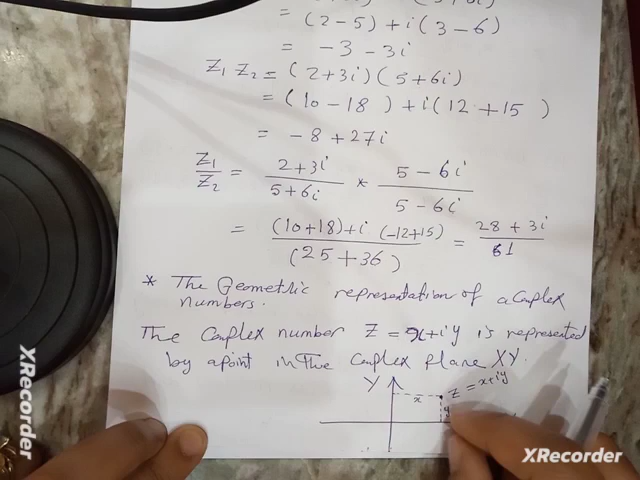 = (2-5) + i(3-6)
= -3 - 3i
Z₁ Z₂ = (2+3i)(5+6i)
= (10 - 18) + i(12 + 15)
= -8 + 27i
Z₁/Z₂ = (2+3i)/(5+6i) * (5-6i)/(5-6i)
= ((10+18)+i (-12+15))/(25+36) = (28+3i)/61
* The Geometric representation of a Complex
numbers.
The Complex number Z = x+iy is represented
by a point in the Complex plane XY.
Y
x
Z = x+iy
y
XRecorder
XRecorder